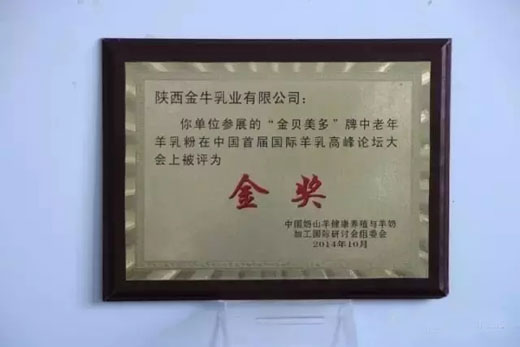 陕西金牛乳业有限公司：
你单位参展的“金贝美多”牌中老年
羊乳粉在中国首届国际羊乳高峰论坛大
会上被评为
金奖
中国奶山羊健康养殖与羊奶
加工国际研讨会组委会
2014年10月